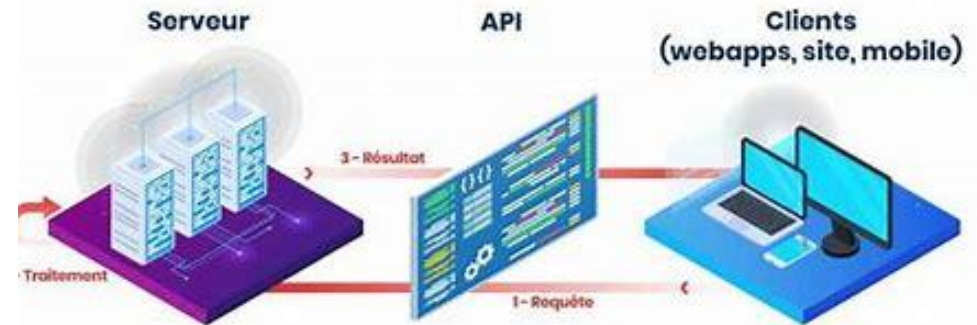 Serveur
API
Clients
(webapps, site, mobile)
3 - Résultat
Traitement
1 - Requête